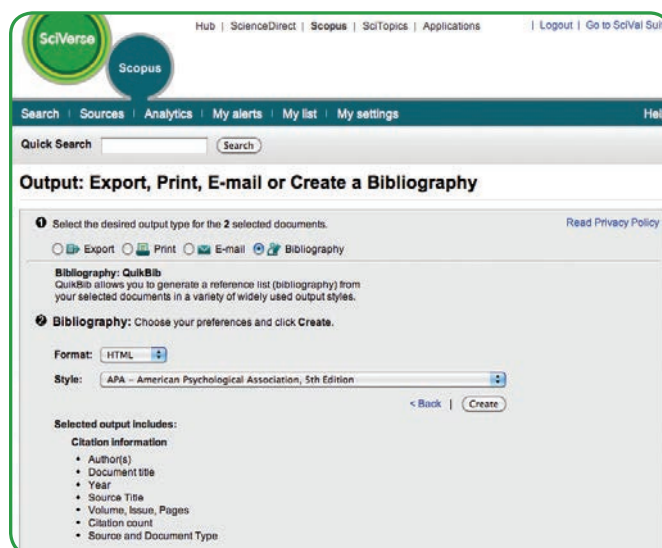 SciVerse
Hub | ScienceDirect | Scopus | SciTopics | Applications
| Logout | Go to SciVal Suit
Scopus
Search | Sources | Analytics | My alerts | My list | My settings
Hel
Quick Search
Search
Output: Export, Print, E-mail or Create a Bibliography
1 Select the desired output type for the 2 selected documents.
Read Privacy Policy
Export Print E-mail Bibliography
Bibliography: QuikBib
QuikBib allows you to generate a reference list (bibliography) from
your selected documents in a variety of widely used output styles.
2 Bibliography: Choose your preferences and click Create.
Format: HTML
Style: APA – American Psychological Association, 5th Edition
< Back | Create
Selected output includes:
Citation information
• Author(s)
• Document title
• Year
• Source Title
• Volume, Issue, Pages
• Citation count
• Source and Document Type